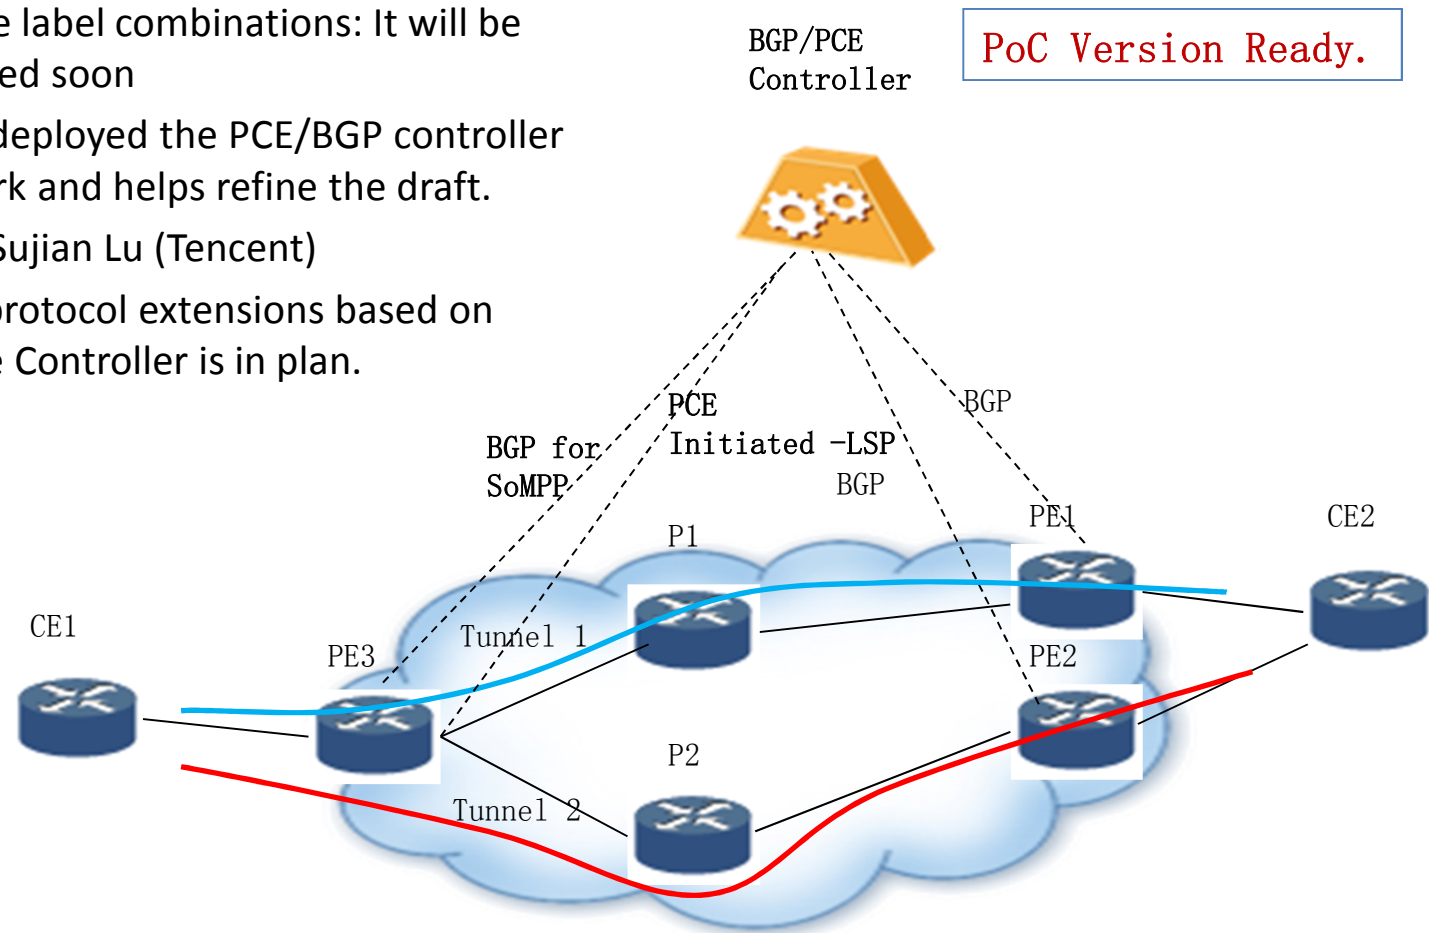 e label combinations: It will be
ed soon
deployed the PCE/BGP controller
rk and helps refine the draft.
Sujian Lu (Tencent)
protocol extensions based on
e Controller is in plan.
BGP/PCE
Controller
PoC Version Ready.
BGP for
SoMPP
PCE
Initiated -LSP
BGP
BGP
P1
PE1
CE2
CE1
PE3
Tunnel 1
PE2
P2
Tunnel 2